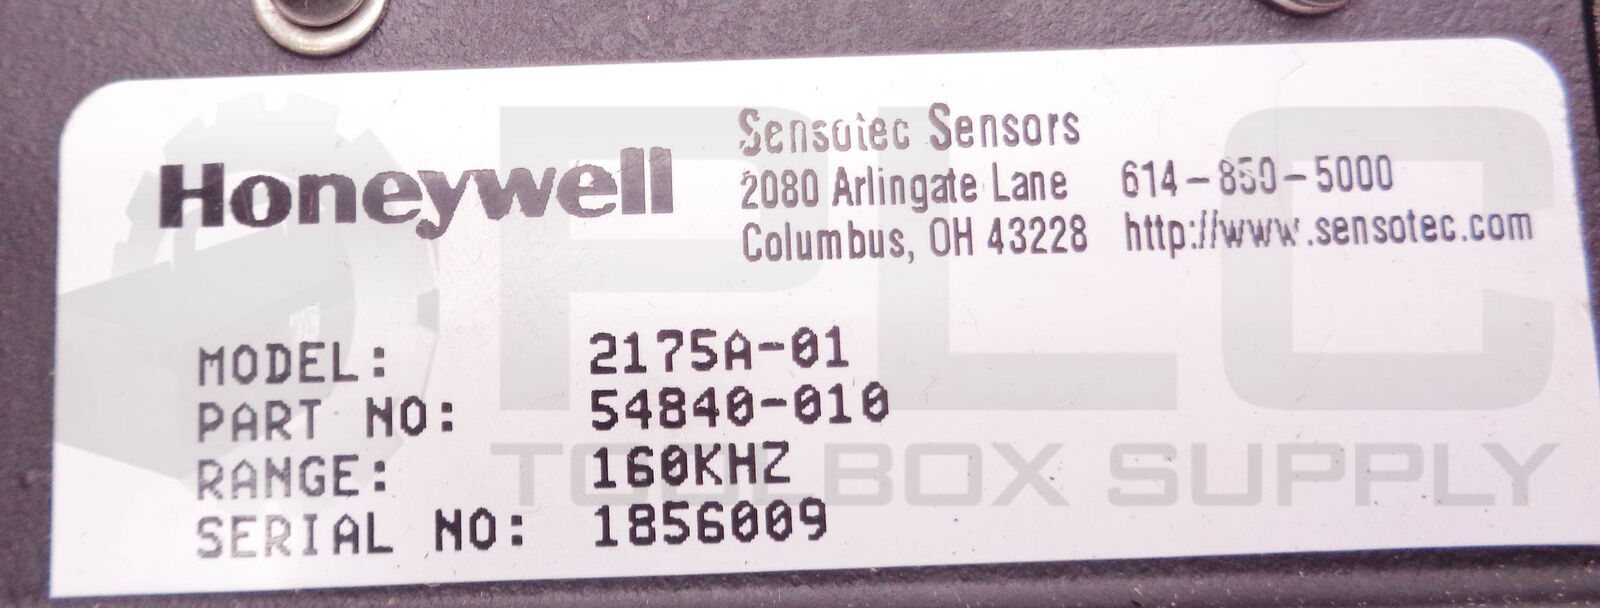 Honeywell
Sensotec Sensors
2080 Arlingate Lane 614-850-5000
Columbus, OH 43228 http://www.sensotec.com
MODEL: 2175A-01
PART NO: 54840-010
RANGE: 160KHZ
SERIAL NO: 1856009
PLC
TOOLBOX SUPPLY